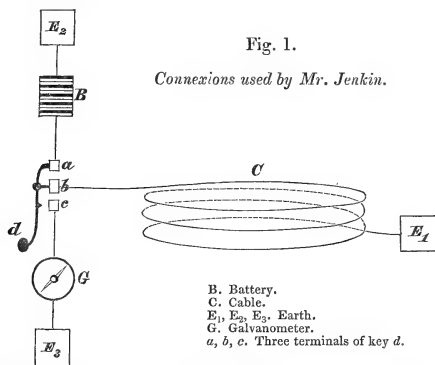 E₂
Fig. 1.
Connexions used by Mr. Jenkin.
B
a
b
c
C
d
E₁
G
B. Battery.
C. Cable.
E₁, E₂, E₃. Earth.
G. Galvanometer.
a, b, c. Three terminals of key d.
E₃